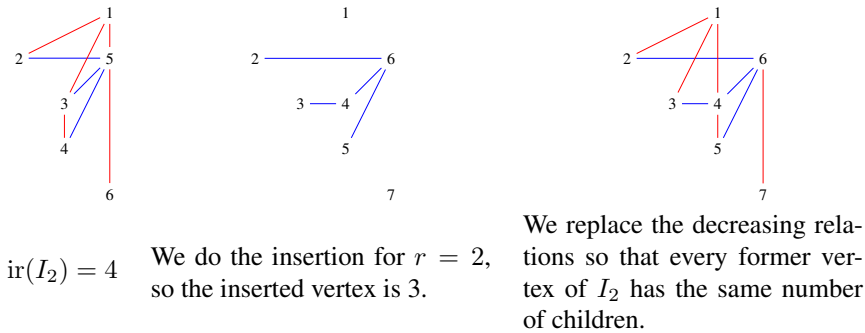 1
2
5
3
4
6
1
2
6
3
4
5
7
1
2
6
3
4
5
7
ir(I₂) = 4
We do the insertion for r = 2,
so the inserted vertex is 3.
We replace the decreasing rela-
tions so that every former ver-
tex of I₂ has the same number
of children.